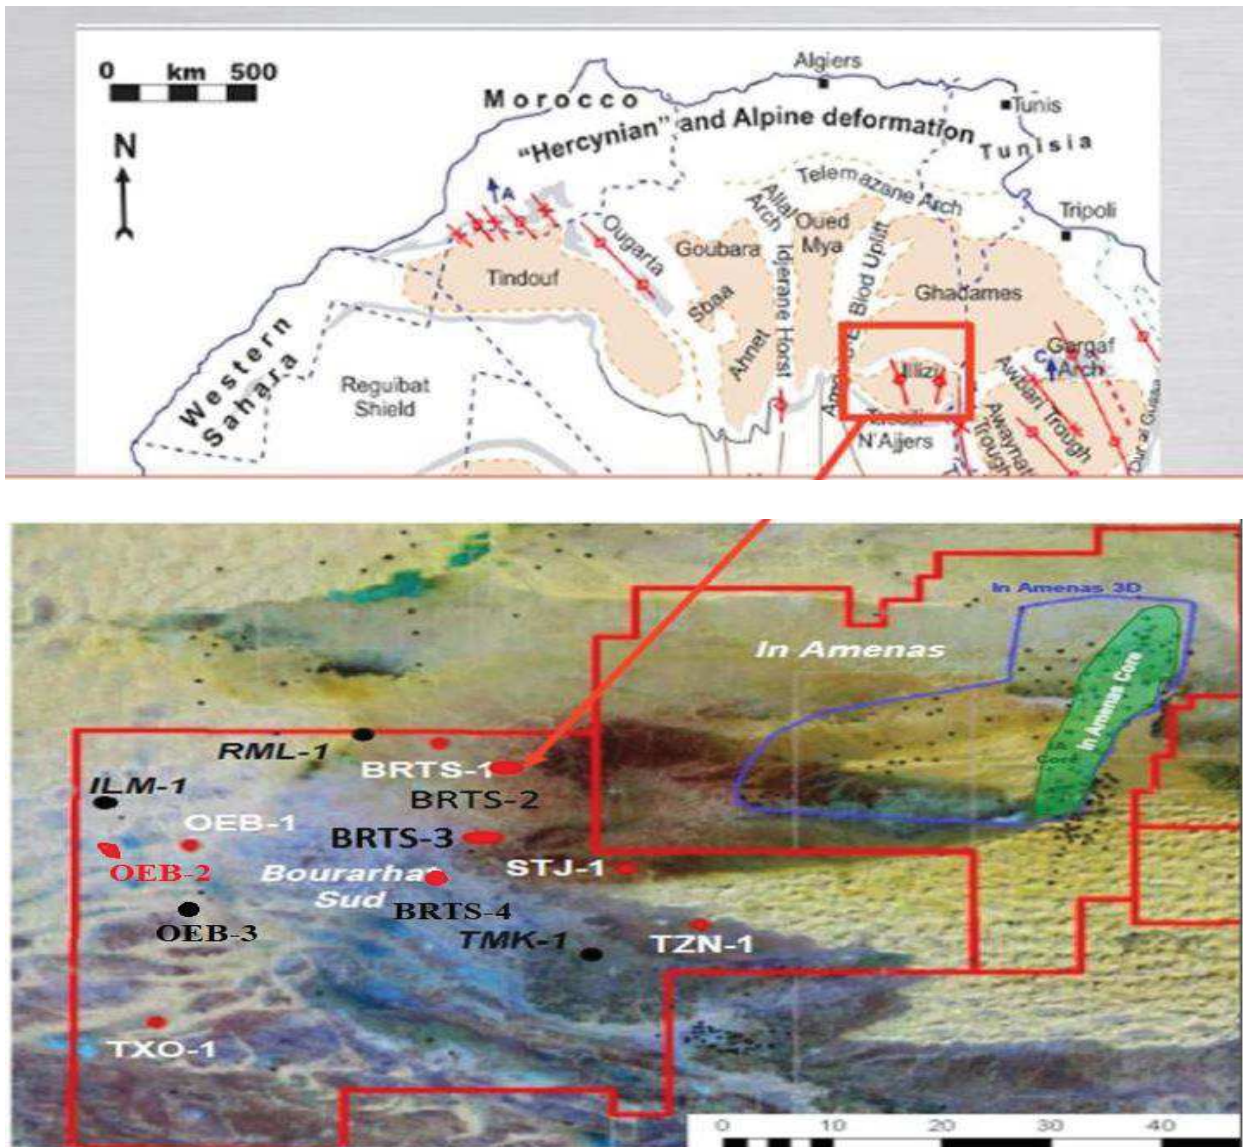 0 km 500
N
Morocco
Algiers
Tunis
"Hercynian" and Alpine deformation
Tunisia
Telemazane Arch
Tripoli
A
Ougarta
Allal Arch
Oued
Mya
Goubara
Tindouf
Sbaa
Ahnet
Iderane Horst
Biod Uplift
Ghadames
Western
Sahara
Reguibat
Shield
Illizi
Gargaf
Arch
C
Awbari Trough
N'Ajjers
In Amenas 3D
In Amenas
In Amenas Core
RML-1
BRTS-1
ILM-1
BRTS-2
OEB-1
BRTS-3
OEB-2
Bourarhat
Sud
STJ-1
OEB-3
BRTS-4
TMK-1
TZN-1
TXO-1
0 10 20 30 40